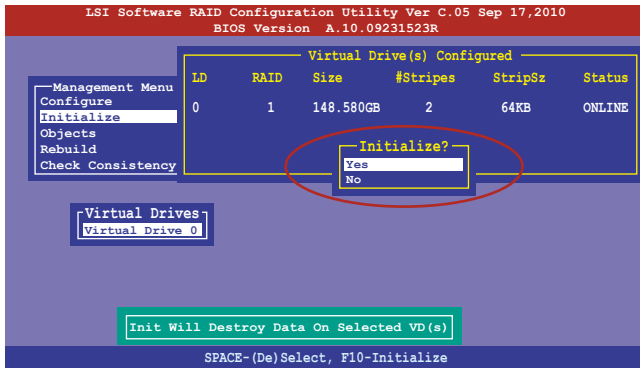 LSI Software RAID Configuration Utility Ver C.05 Sep 17,2010
BIOS Version A.10.09231523R
Virtual Drive(s) Configured
LD RAID Size #Stripes StripSz Status
0 1 148.580GB 2 64KB ONLINE
Management Menu
Configure
Initialize
Objects
Rebuild
Check Consistency
Initialize?
Yes
No
Virtual Drives
Virtual Drive 0
Init Will Destroy Data On Selected VD(s)
SPACE-(De)Select, F10-Initialize